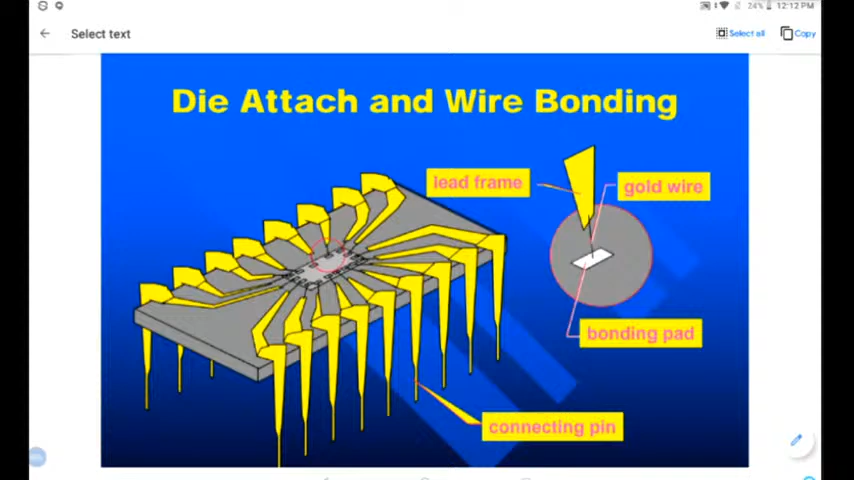 24% 12:12 PM
Select text
Select all
Copy
Die Attach and Wire Bonding
lead frame
gold wire
bonding pad
connecting pin